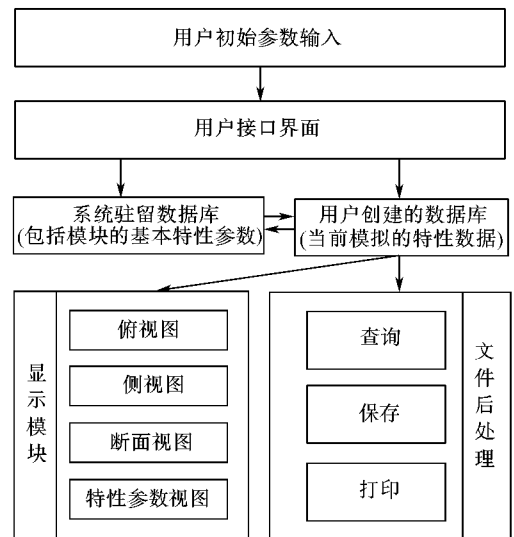 用户初始参数输入
用户接口界面
系统驻留数据库
(包括模块的基本特性参数)
用户创建的数据库
(当前模拟的特性数据)
显示模块
俯视图
侧视图
断面视图
特性参数视图
查询
保存
打印
文件后处理